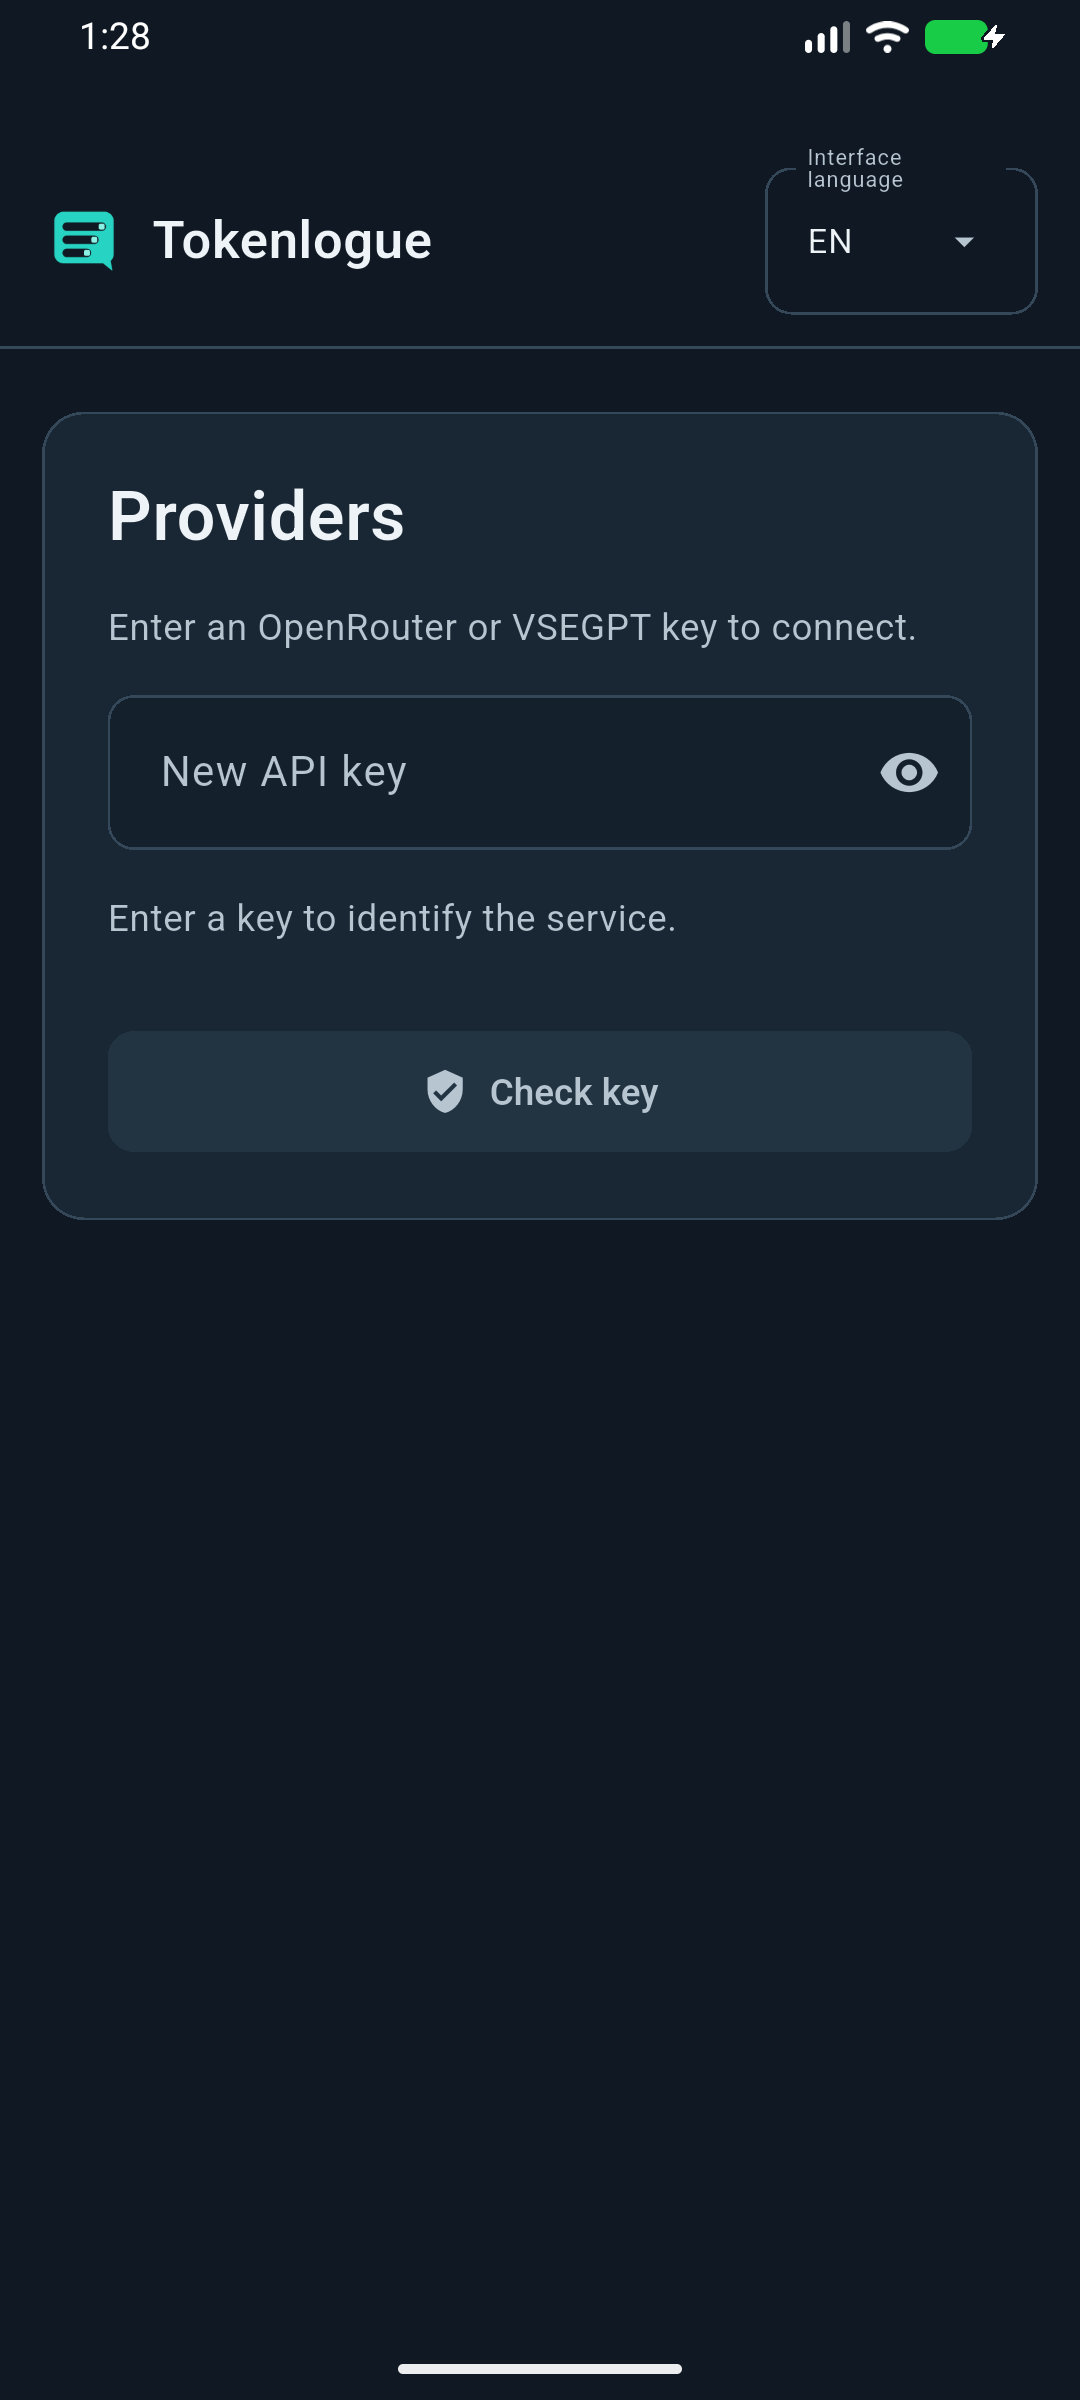 1:28
Interface
language
Tokenlogue
EN
Providers
Enter an OpenRouter or VSEGPT key to connect.
New API key
Enter a key to identify the service.
Check key